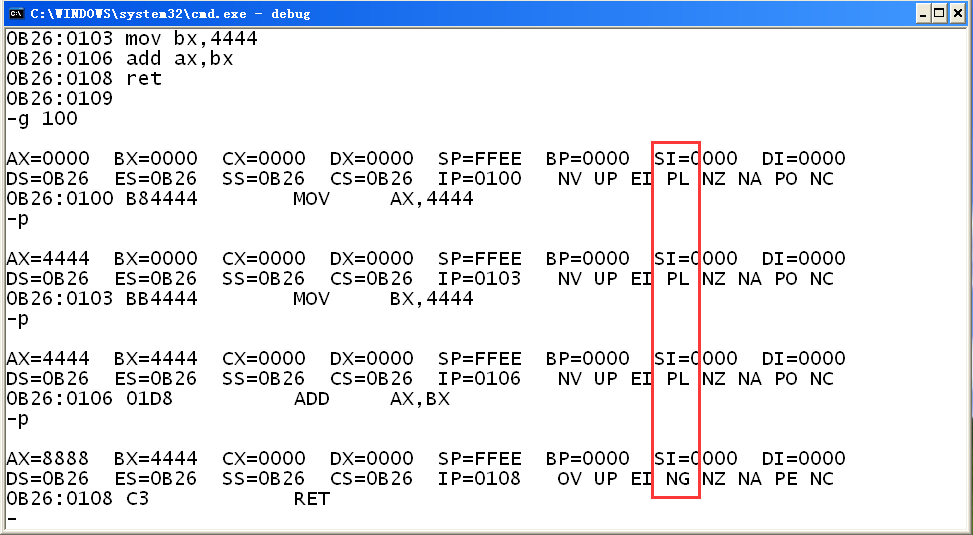 C:\WINDOWS\system32\cmd.exe - debug
0B26:0103 mov bx,4444
0B26:0106 add ax,bx
0B26:0108 ret
0B26:0109
-g 100
AX=0000  BX=0000  CX=0000  DX=0000  SP=FFEE  BP=0000  SI=0000  DI=0000
DS=0B26  ES=0B26  SS=0B26  CS=0B26  IP=0100   NV UP EI PL NZ NA PO NC
0B26:0100 B84444        MOV     AX,4444
-p
AX=4444  BX=0000  CX=0000  DX=0000  SP=FFEE  BP=0000  SI=0000  DI=0000
DS=0B26  ES=0B26  SS=0B26  CS=0B26  IP=0103   NV UP EI PL NZ NA PO NC
0B26:0103 BB4444        MOV     BX,4444
-p
AX=4444  BX=4444  CX=0000  DX=0000  SP=FFEE  BP=0000  SI=0000  DI=0000
DS=0B26  ES=0B26  SS=0B26  CS=0B26  IP=0106   NV UP EI PL NZ NA PO NC
0B26:0106 01D8          ADD     AX,BX
-p
AX=8888  BX=4444  CX=0000  DX=0000  SP=FFEE  BP=0000  SI=0000  DI=0000
DS=0B26  ES=0B26  SS=0B26  CS=0B26  IP=0108   OV UP EI NG NZ NA PE NC
0B26:0108 C3            RET
-